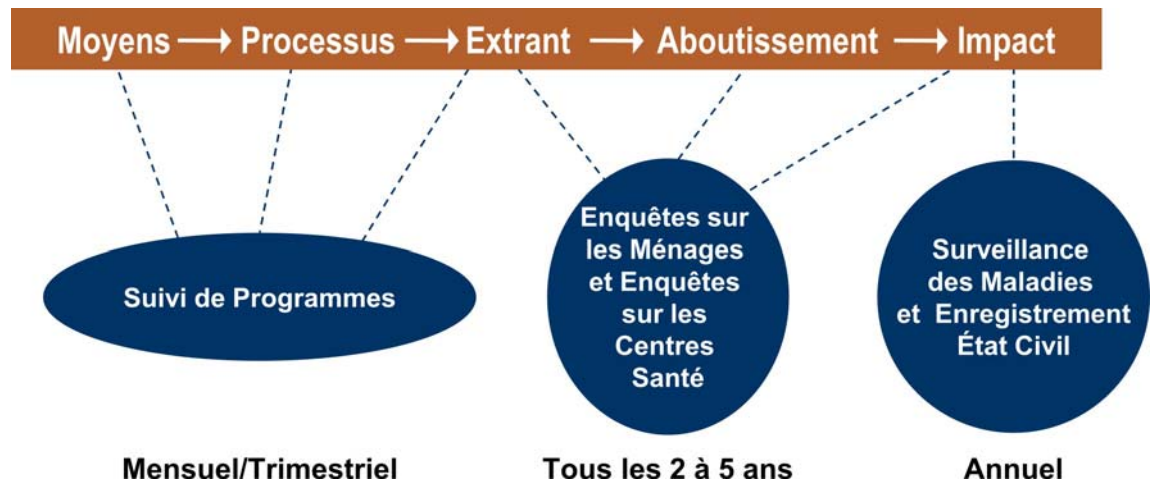 Moyens → Processus → Extrant → Aboutissement → Impact
Suivi de Programmes
Enquêtes sur
les Ménages
et Enquêtes
sur les
Centres
Santé
Surveillance
des Maladies
et Enregistrement
État Civil
Mensuel/Trimestriel
Tous les 2 à 5 ans
Annuel